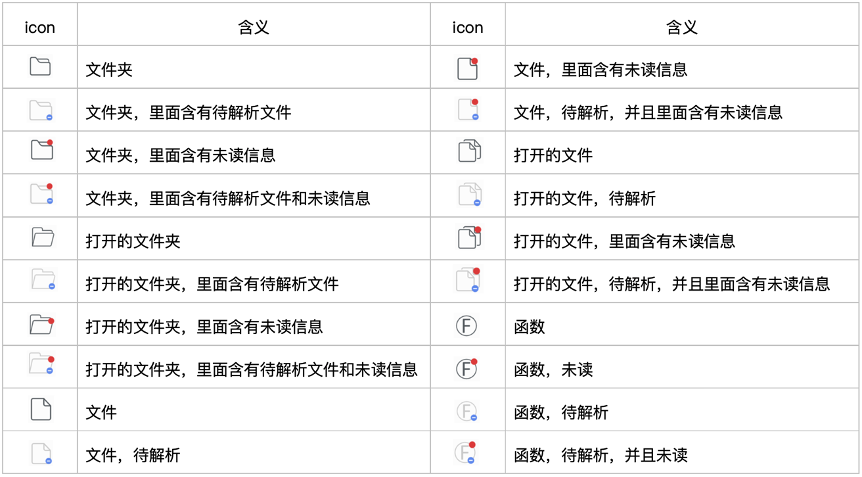 icon 含义 icon 含义
文件夹 文件，里面含有未读信息
文件夹，里面含有待解析文件 文件，待解析，并且里面含有未读信息
文件夹，里面含有未读信息 打开的文件
文件夹，里面含有待解析文件和未读信息 打开的文件，待解析
打开的文件夹 打开的文件，里面含有未读信息
打开的文件夹，里面含有待解析文件 打开的文件，待解析，并且里面含有未读信息
打开的文件夹，里面含有未读信息 F 函数
打开的文件夹，里面含有待解析文件和未读信息 F 函数，未读
文件 F 函数，待解析
文件，待解析 F 函数，待解析，并且未读